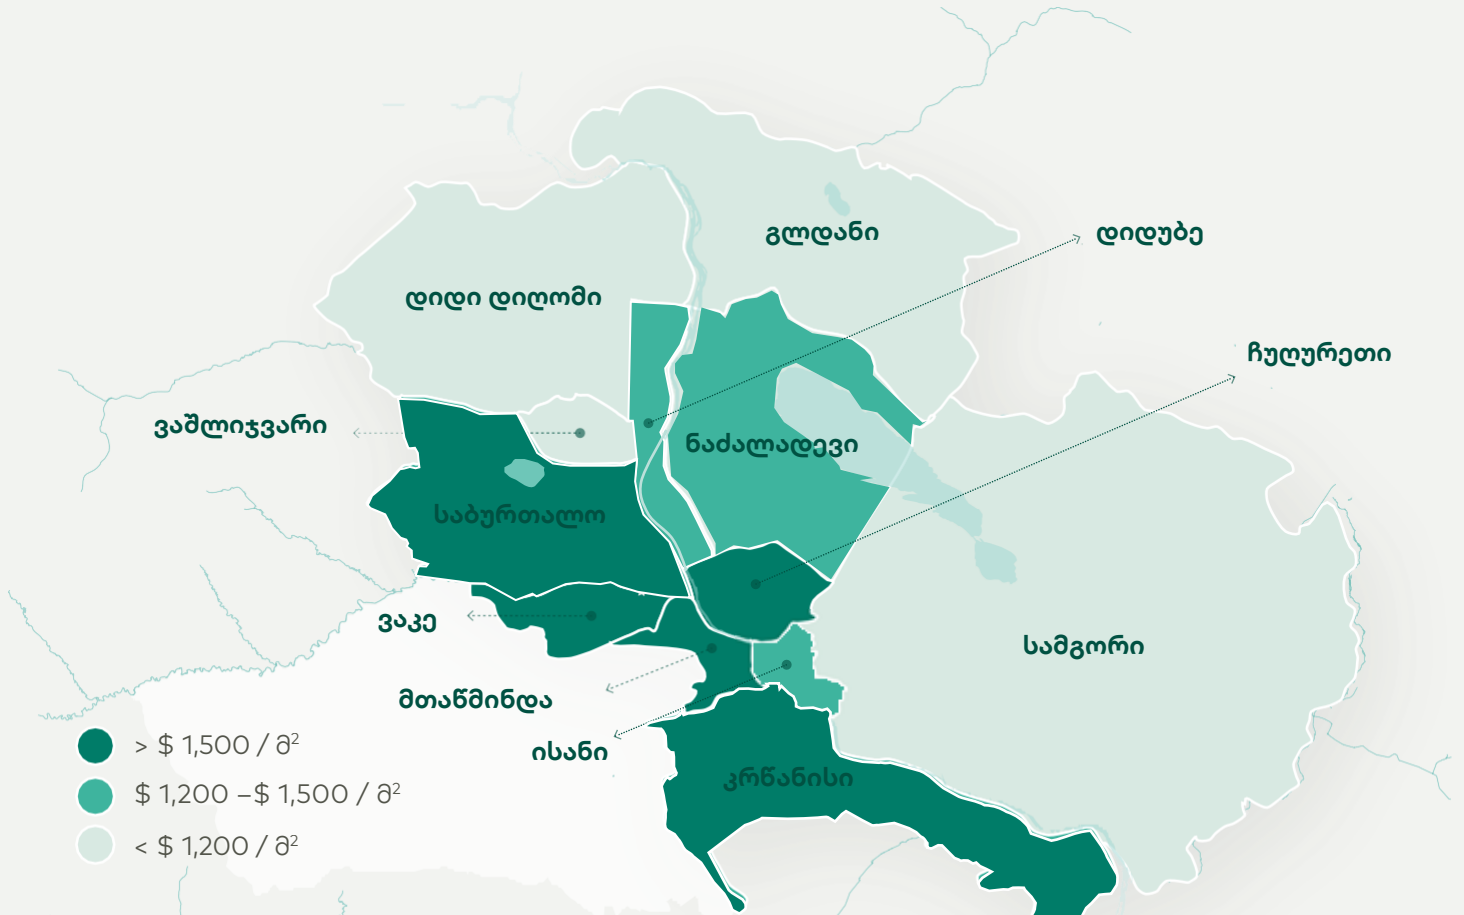 გლდანი
დიდუბე
დიდი დიღომი
ჩუღურეთი
ვაშლიჯვარი
ნაძალადევი
საბურთალო
ვაკე
სამგორი
მთაწმინდა
ისანი
კრწანისი
> $ 1,500 / მ²
$ 1,200 –$ 1,500 / მ²
< $ 1,200 / მ²